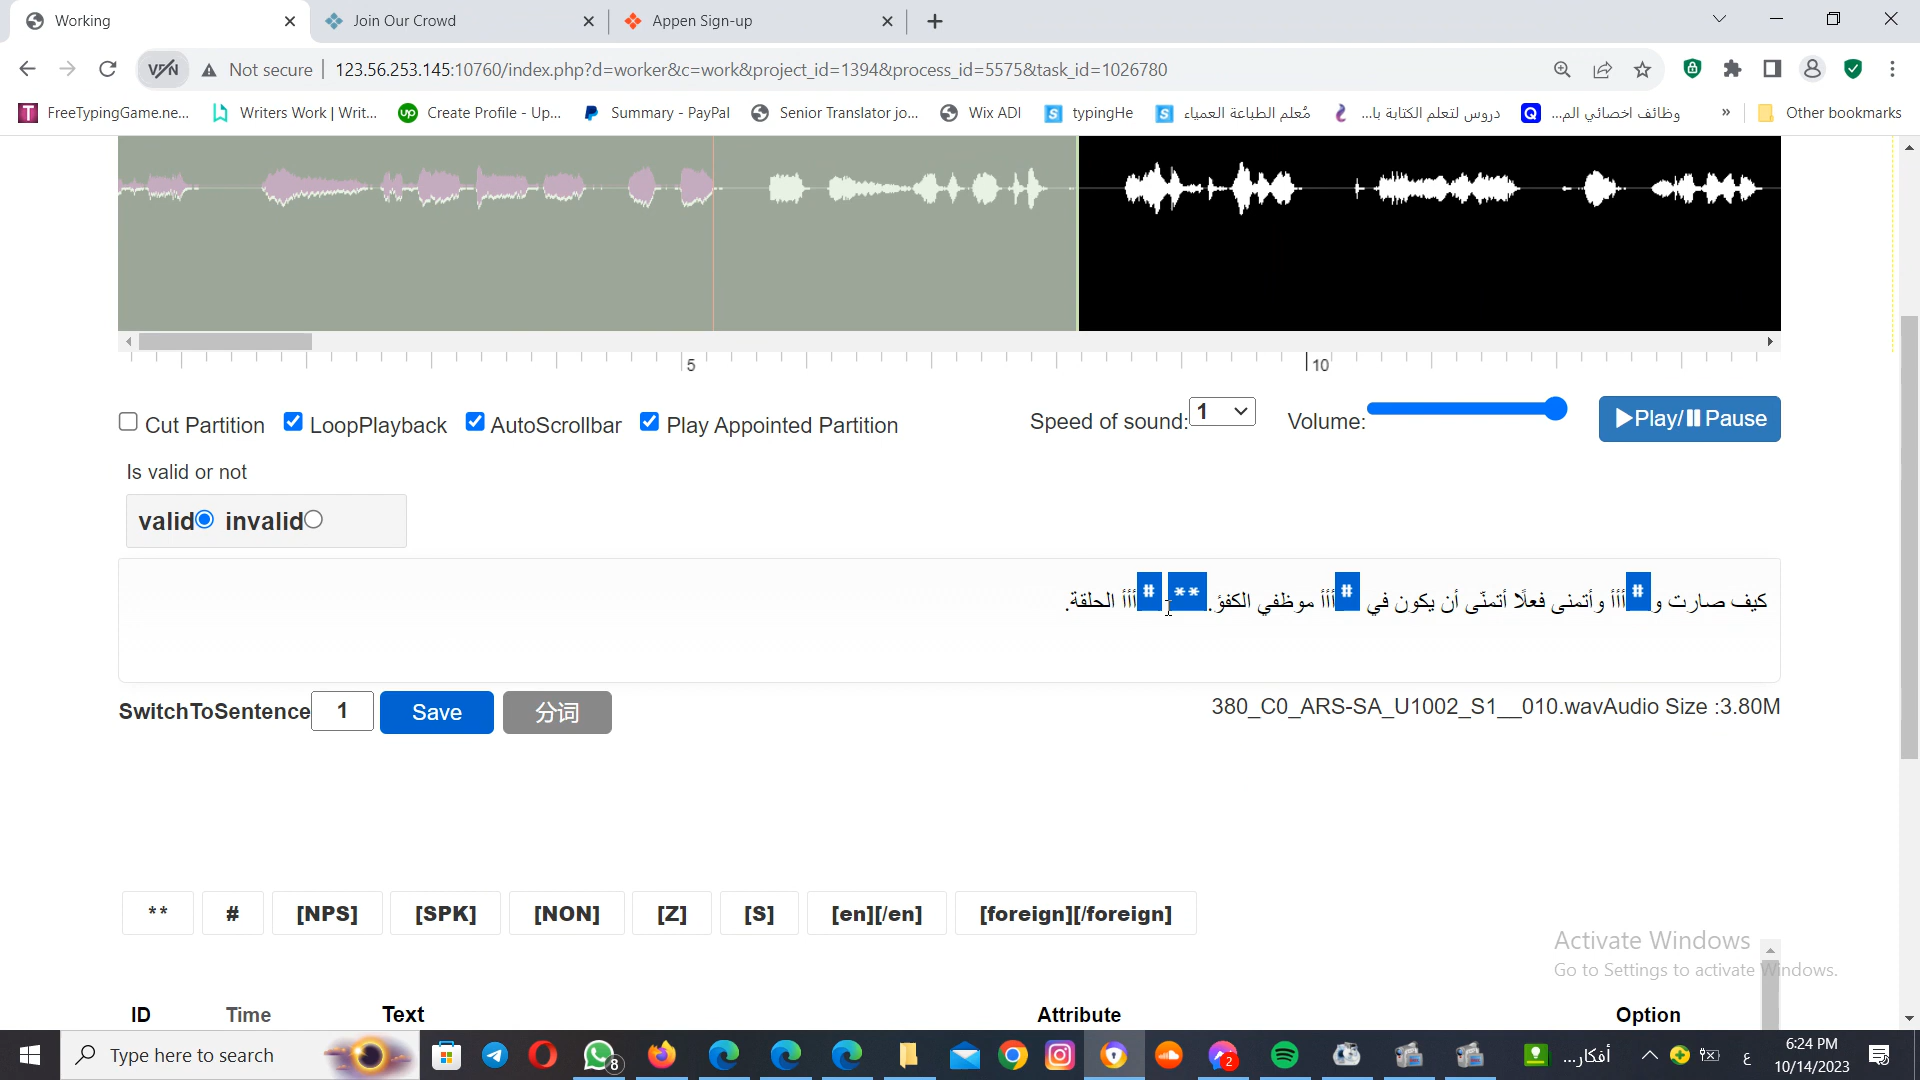 Working
Join Our Crowd
Appen Sign-up
VPN
Not secure
123.56.253.145:10760/index.php?d=worker&c=work&project_id=1394&process_id=5575&task_id=1026780
FreeTypingGame.ne...
Writers Work | Writ...
Create Profile - Up...
Summary - PayPal
Senior Translator jo...
Wix ADI
typingHe
مُعلم الطباعة العمياء
دروس لتعلم الكتابة با...
وظائف اخصائي الم...
»
Other bookmarks
5
10
Cut Partition
LoopPlayback
AutoScrollbar
Play Appointed Partition
Speed of sound:
1
Volume:
Play/ Pause
Is valid or not
valid invalid
كيف صارت و # أأأ وأتمنى فعلًا أتمنّى أن يكون في # أأأ موظفي الكفؤ. ** # أأأ الحلقة.
SwitchToSentence
1
Save
分词
380_C0_ARS-SA_U1002_S1__010.wavAudio Size :3.80M
**
#
[NPS]
[SPK]
[NON]
[Z]
[S]
[en][/en]
[foreign][/foreign]
Activate Windows
Go to Settings to activate Windows.
ID
Time
Text
Attribute
Option
Type here to search
8
2
أفكار...
ع
6:24 PM
10/14/2023